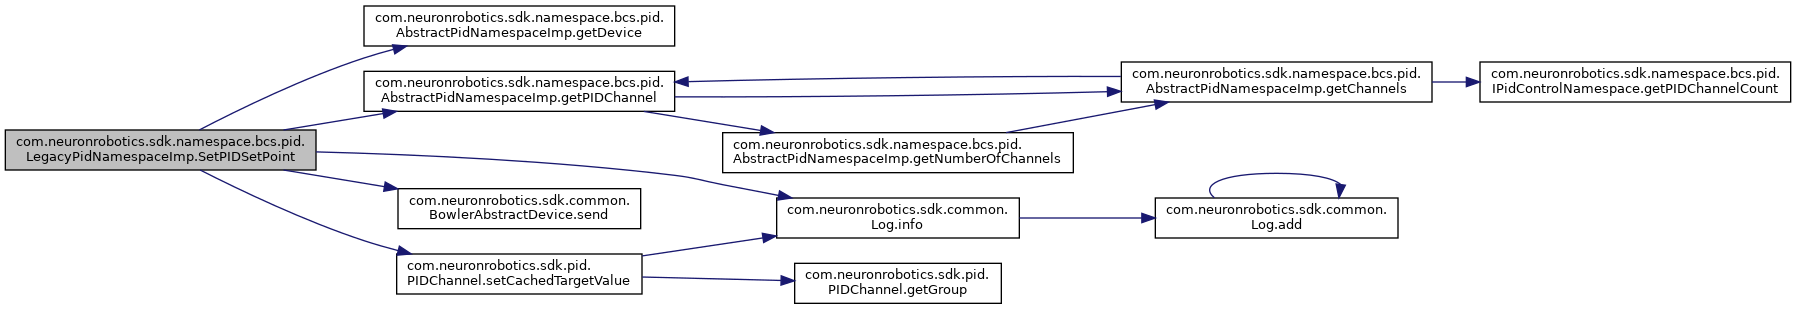 com.neuronrobotics.sdk.namespace.bcs.pid.
LegacyPidNamespaceImp.SetPIDSetPoint
com.neuronrobotics.sdk.namespace.bcs.pid.
AbstractPidNamespaceImp.getDevice
com.neuronrobotics.sdk.namespace.bcs.pid.
AbstractPidNamespaceImp.getPIDChannel
com.neuronrobotics.sdk.common.
BowlerAbstractDevice.send
com.neuronrobotics.sdk.pid.
PIDChannel.setCachedTargetValue
com.neuronrobotics.sdk.namespace.bcs.pid.
AbstractPidNamespaceImp.getNumberOfChannels
com.neuronrobotics.sdk.common.
Log.info
com.neuronrobotics.sdk.pid.
PIDChannel.getGroup
com.neuronrobotics.sdk.namespace.bcs.pid.
AbstractPidNamespaceImp.getChannels
com.neuronrobotics.sdk.common.
Log.add
com.neuronrobotics.sdk.namespace.bcs.pid.
IPidControlNamespace.getPIDChannelCount